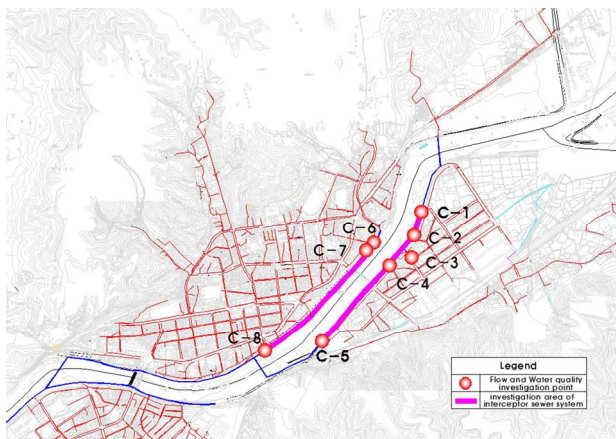 C-1
C-6
C-2
C-7
C-3
C-4
C-8
C-5
Legend
Flow and Water quality
investigation point
investigation area of
interceptor sewer system